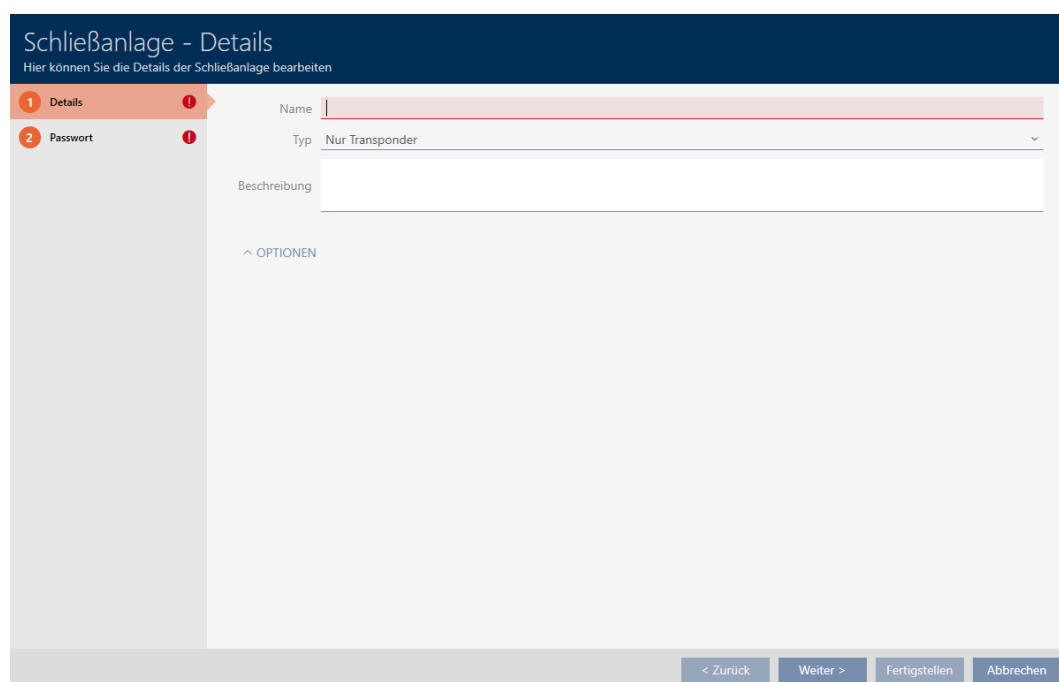 Schließanlage - Details
Hier können Sie die Details der Schließanlage bearbeiten
1 Details !
2 Passwort !
Name
Typ Nur Transponder
Beschreibung
OPTIONEN
< Zurück Weiter > Fertigstellen Abbrechen